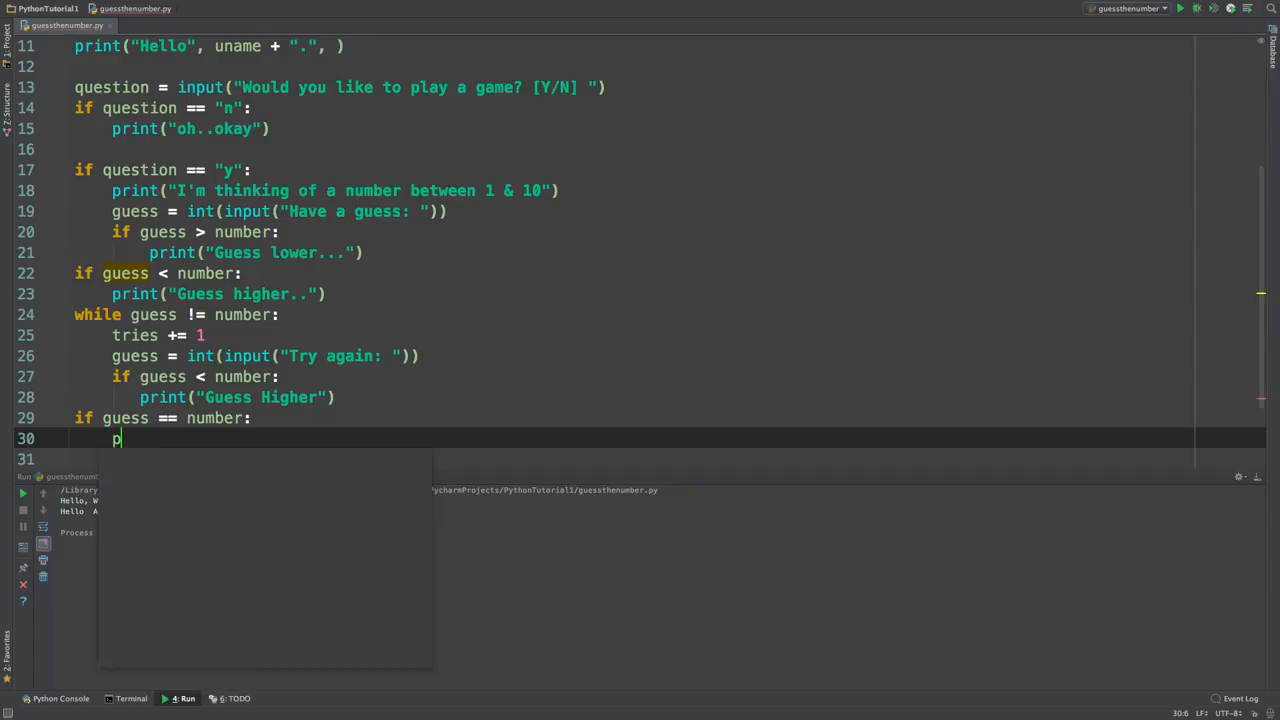 PythonTutorial1 guessthenumber.py guessthenumber
guessthenumber.py
1: Project
Z: Structure
2: Favorites
Database
11 print("Hello", uname + ".", )
12
13 question = input("Would you like to play a game? [Y/N] ")
14 if question == "n":
15 print("oh..okay")
16
17 if question == "y":
18 print("I'm thinking of a number between 1 & 10")
19 guess = int(input("Have a guess: "))
20 if guess > number:
21 print("Guess lower...")
22 if guess < number:
23 print("Guess higher..")
24 while guess != number:
25 tries += 1
26 guess = int(input("Try again: "))
27 if guess < number:
28 print("Guess Higher")
29 if guess == number:
30 p
31
Run guessthenum
/Library ycharmProjects/PythonTutorial1/guessthenumber.py
Hello, W
Hello A
Process
Python Console Terminal 4: Run 6: TODO Event Log
30:6 LF÷ UTF-8÷